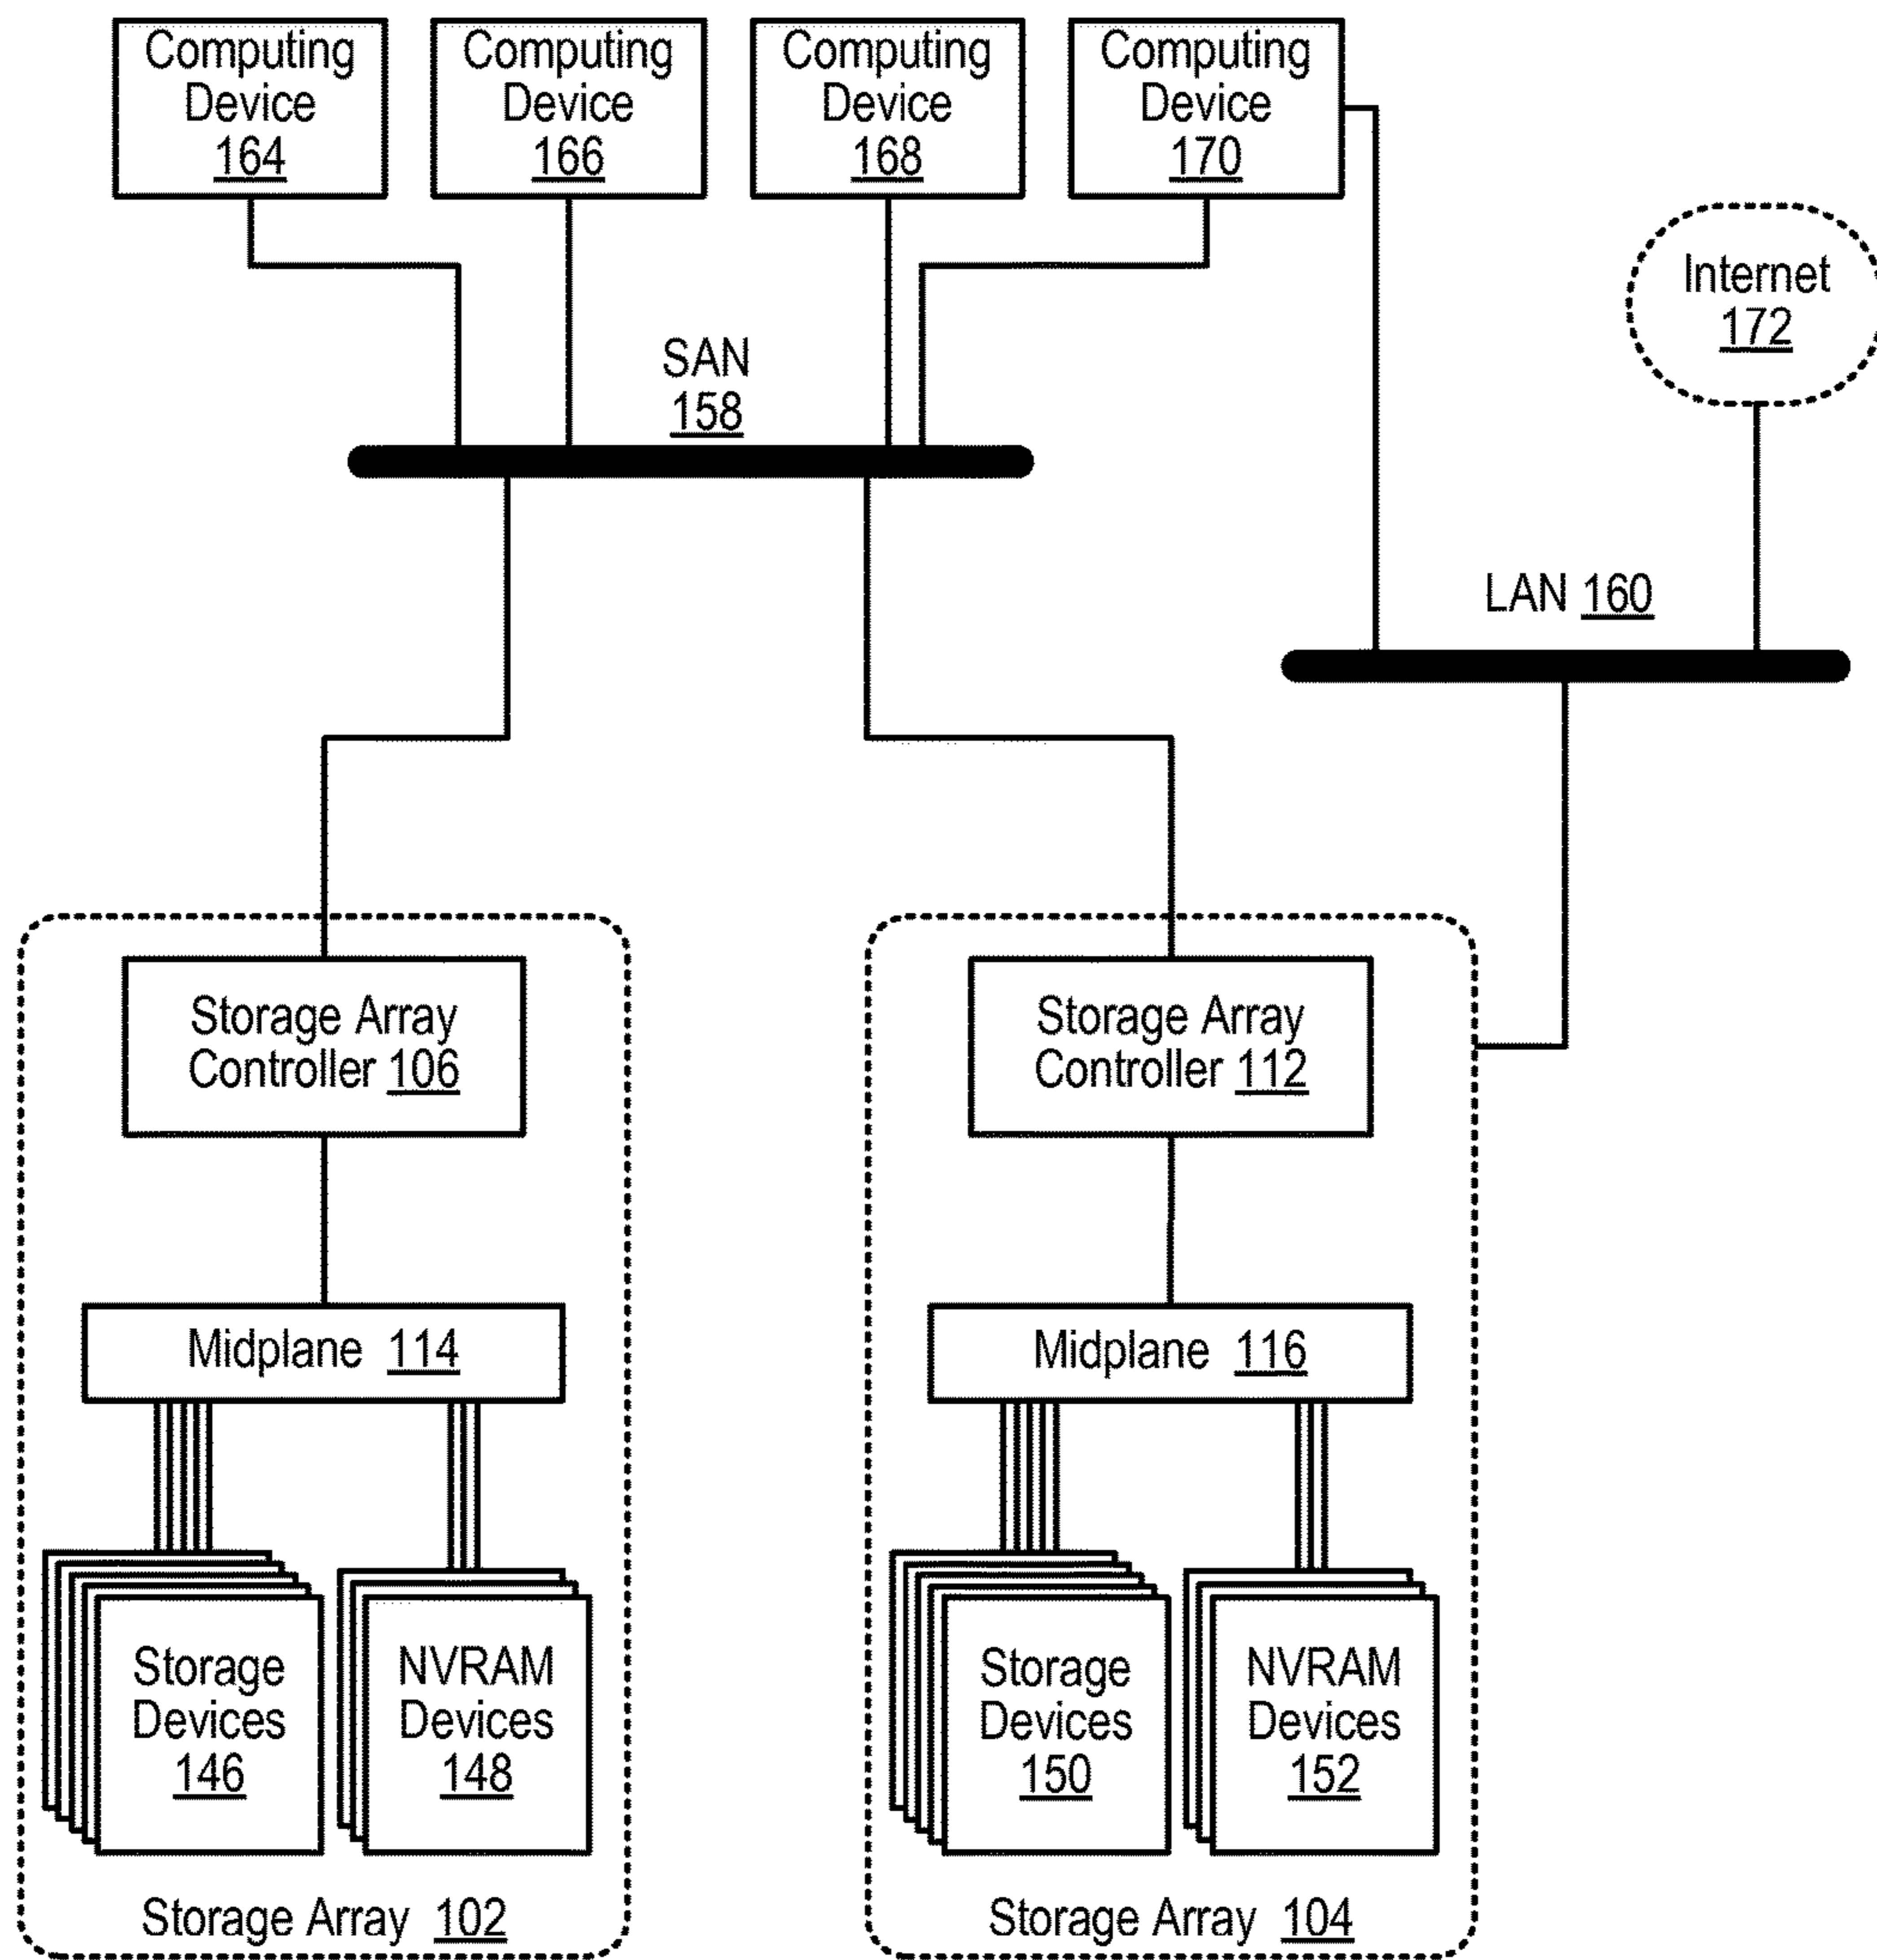 Computing
Device
164
Computing
Device
166
Computing
Device
168
Computing
Device
170
Internet
172
SAN
158
LAN 160
Storage Array
Controller 106
Storage Array
Controller 112
Midplane 114
Midplane 116
Storage
Devices
146
NVRAM
Devices
148
Storage
Devices
150
NVRAM
Devices
152
Storage Array 102
Storage Array 104